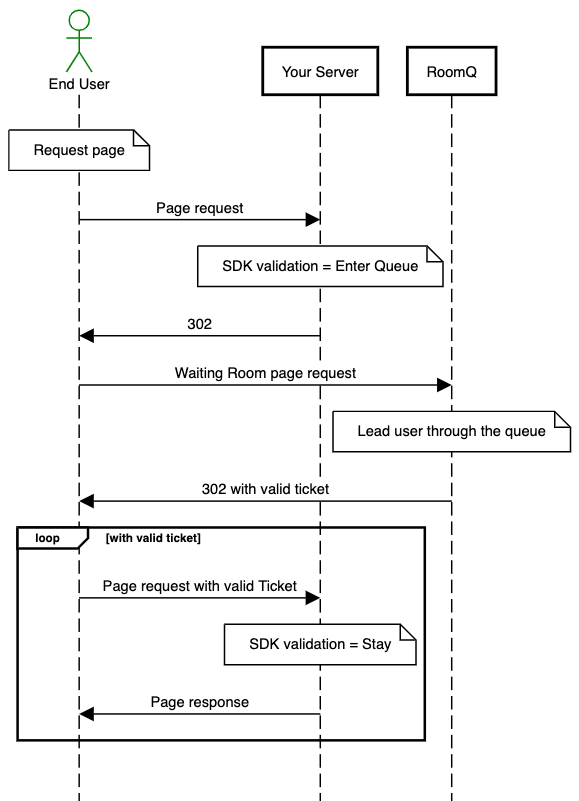 End User
Your Server
RoomQ
Request page
Page request
SDK validation = Enter Queue
302
Waiting Room page request
Lead user through the queue
302 with valid ticket
loop
[with valid ticket]
Page request with valid Ticket
SDK validation = Stay
Page response